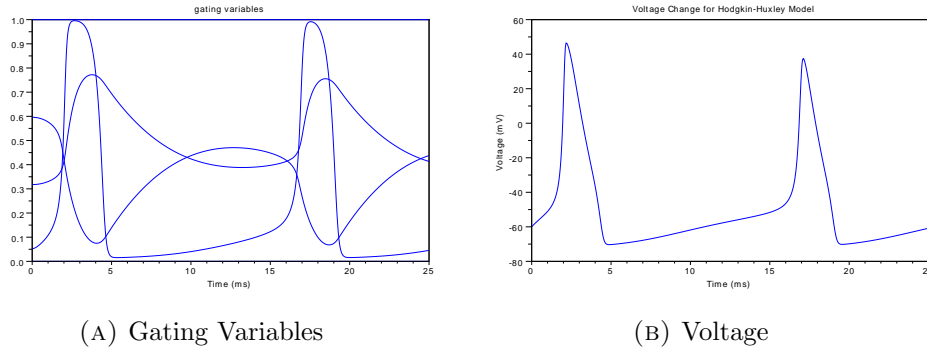 gating variables
1.0
0.9
0.8
0.7
0.6
0.5
0.4
0.3
0.2
0.1
0.0
0 5 10 15 20 25
Time (ms)
(A) Gating Variables
Voltage Change for Hodgkin-Huxley Model
60
40
20
0
-20
-40
-60
-80
Voltage (mV)
0 5 10 15 20 25
Time (ms)
(B) Voltage